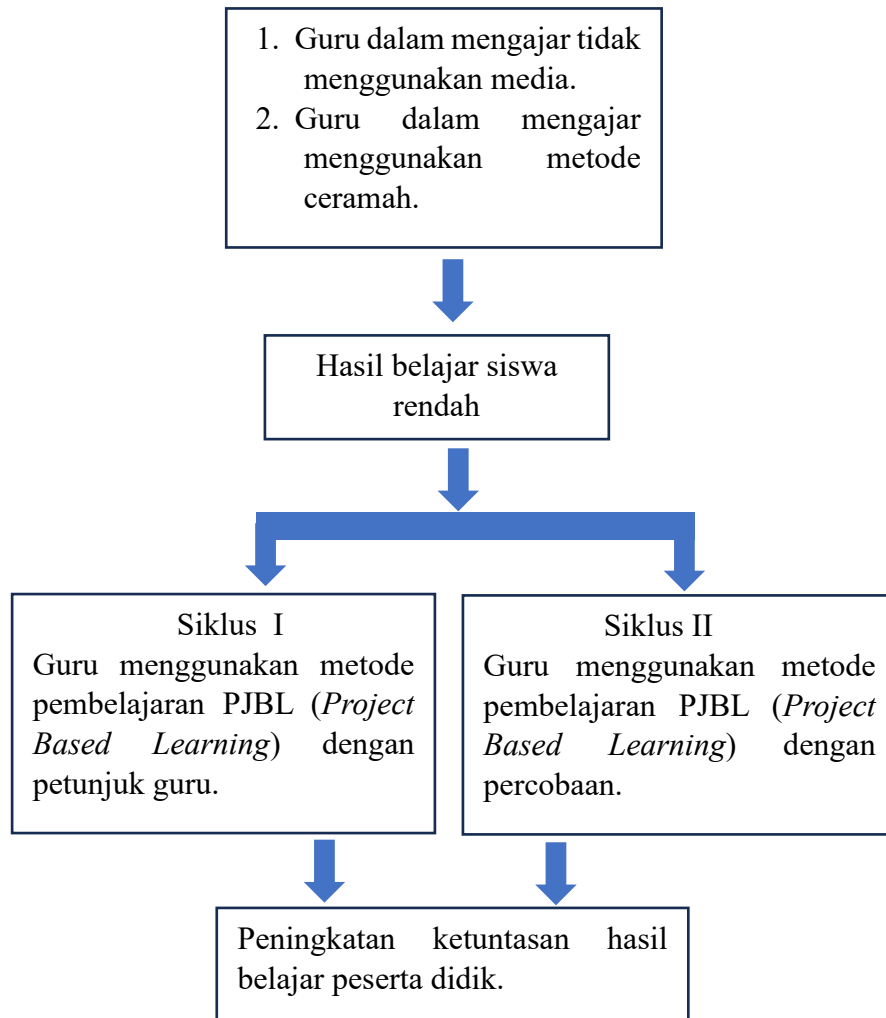 1. Guru dalam mengajar tidak
menggunakan media.
2. Guru dalam mengajar
menggunakan metode
ceramah.
Hasil belajar siswa
rendah
Siklus I
Guru menggunakan metode
pembelajaran PJBL (Project
Based Learning) dengan
petunjuk guru.
Siklus II
Guru menggunakan metode
pembelajaran PJBL (Project
Based Learning) dengan
percobaan.
Peningkatan ketuntasan hasil
belajar peserta didik.